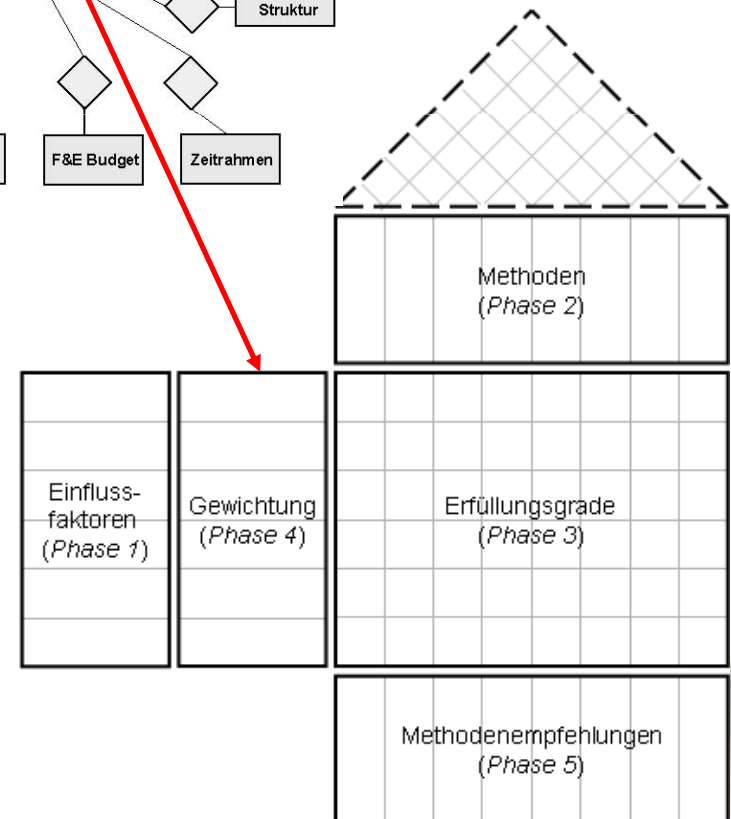 Struktur
F&E Budget
Zeitrahmen
Methoden
(Phase 2)
Einfluss-
faktoren
(Phase 1)
Gewichtung
(Phase 4)
Erfüllungsgrade
(Phase 3)
Methodenempfehlungen
(Phase 5)